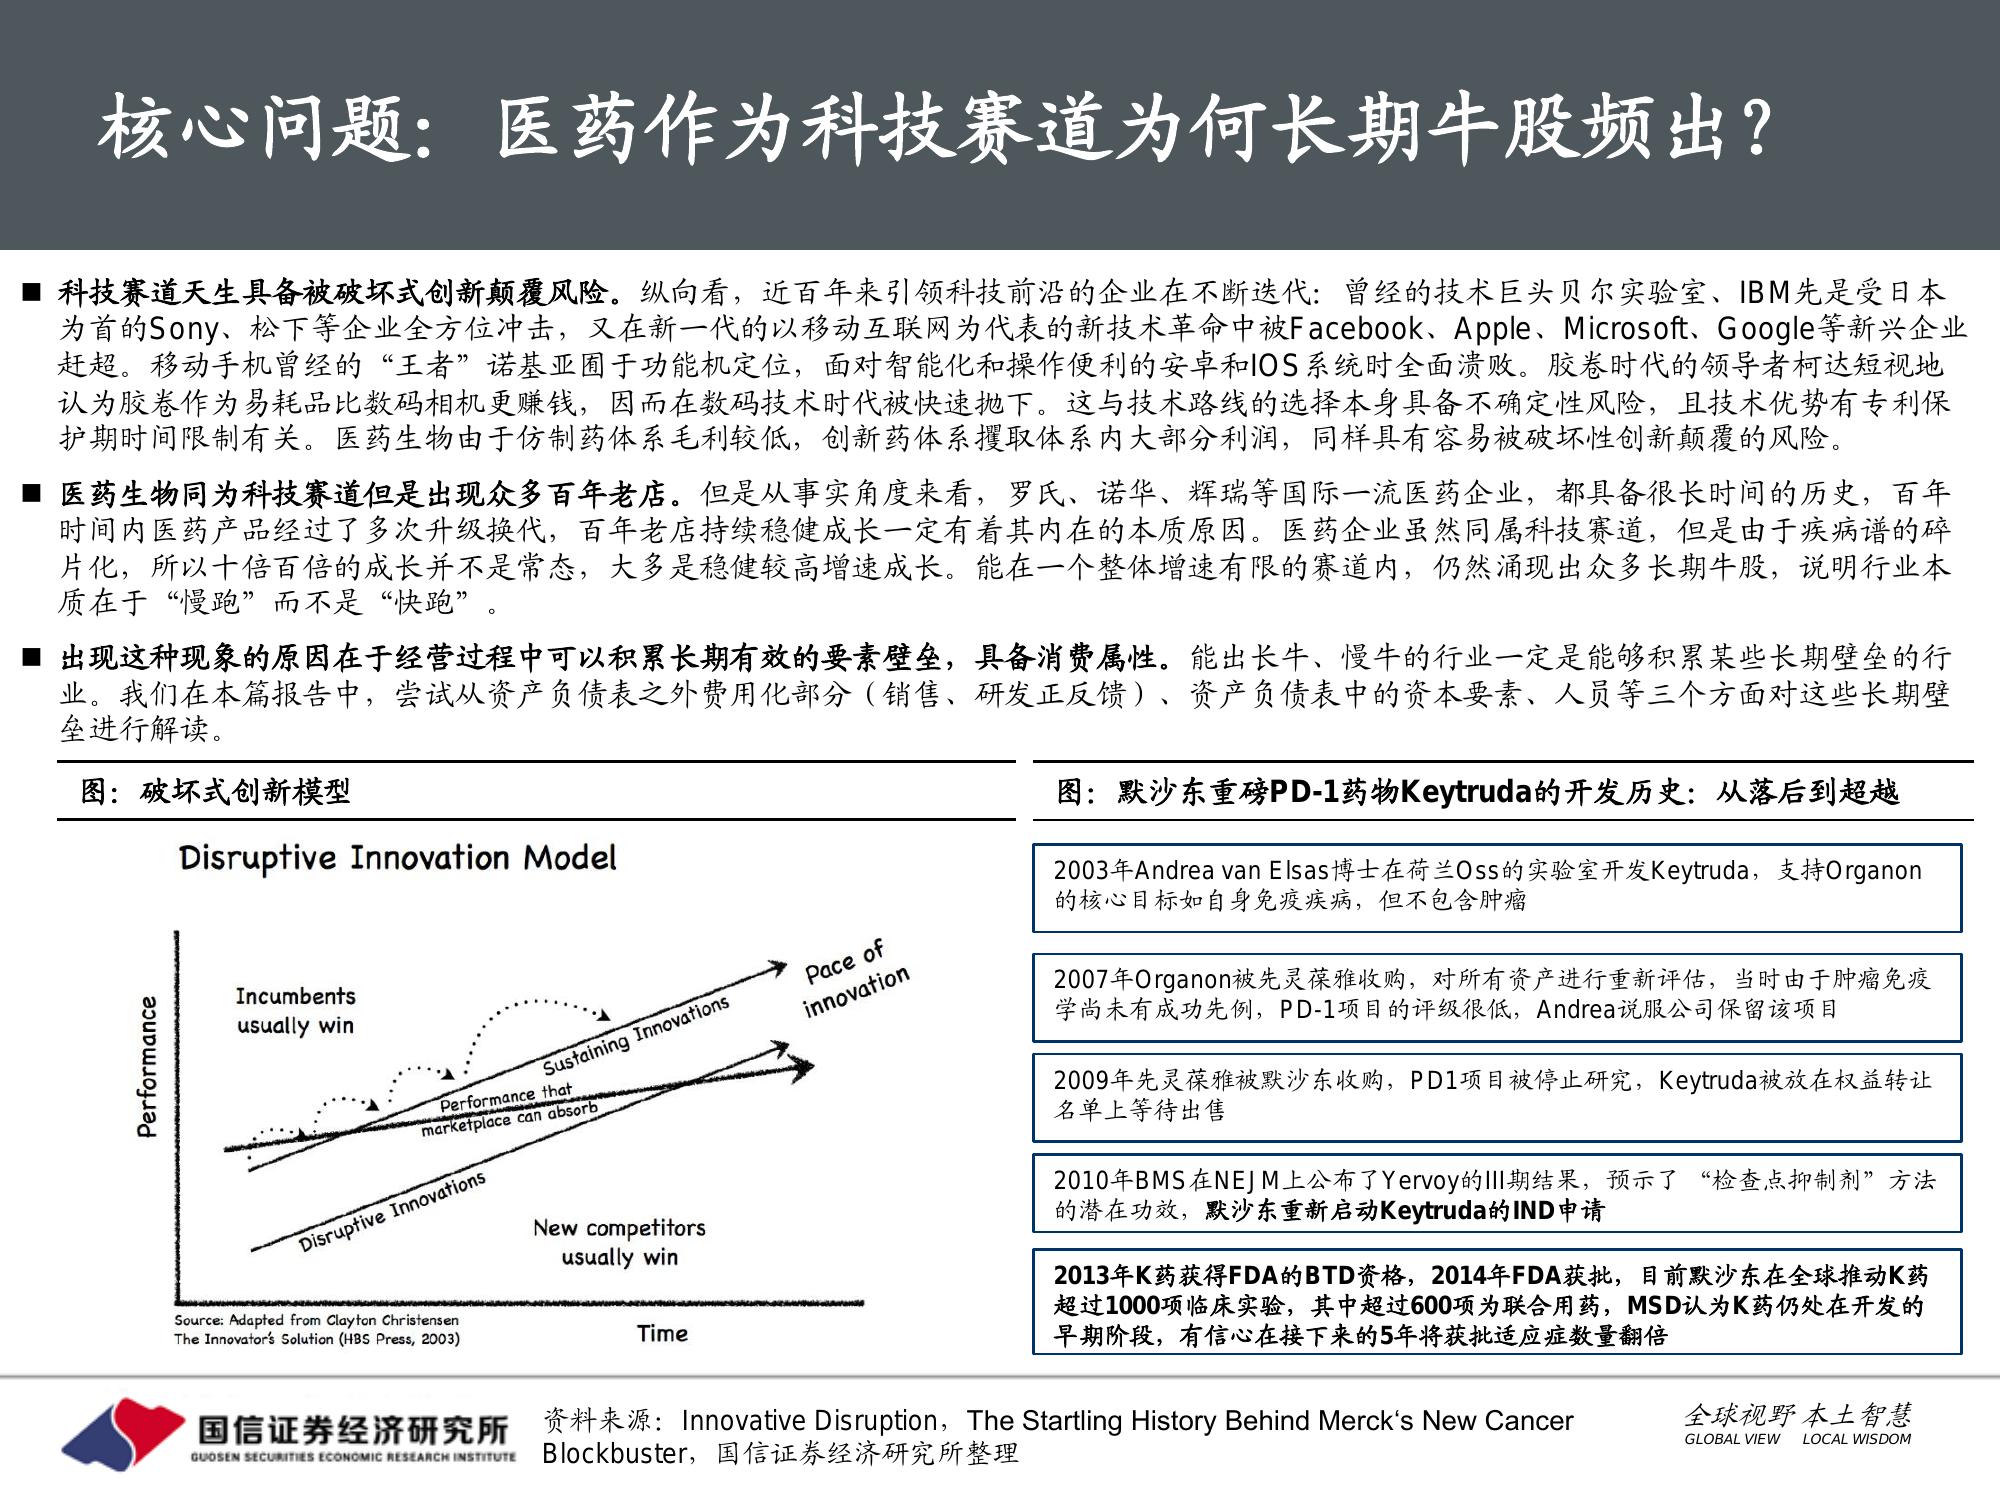 核心问题：医药作为科技赛道为何长期牛股频出？
■ 科技赛道天生具备被破坏式创新颠覆风险。纵向看，近百年来引领科技前沿的企业在不断迭代：曾经的技术巨头贝尔实验室、IBM先是受日本
为首的Sony、松下等企业全方位冲击，又在新一代的以移动互联网为代表的新技术革命中被Facebook、Apple、Microsoft、Google等新兴企业
赶超。移动手机曾经的“王者”诺基亚囿于功能机定位，面对智能化和操作便利的安卓和IOS系统时全面溃败。胶卷时代的领导者柯达短视地
认为胶卷作为易耗品比数码相机更赚钱，因而在数码技术时代被快速抛下。这与技术路线的选择本身具备不确定性风险，且技术优势有专利保
护期时间限制有关。医药生物由于仿制药体系毛利较低，创新药体系攫取体系内大部分利润，同样具有容易被破坏性创新颠覆的风险。
■ 医药生物同为科技赛道但是出现众多百年老店。但是从事实角度来看，罗氏、诺华、辉瑞等国际一流医药企业，都具备很长时间的历史，百年
时间内医药产品经过了多次升级换代，百年老店持续稳健成长一定有着其内在的本质原因。医药企业虽然同属科技赛道，但是由于疾病谱的碎
片化，所以十倍百倍的成长并不是常态，大多是稳健较高增速成长。能在一个整体增速有限的赛道内，仍然涌现出众多长期牛股，说明行业本
质在于“慢跑”而不是“快跑”。
■ 出现这种现象的原因在于经营过程中可以积累长期有效的要素壁垒，具备消费属性。能出长牛、慢牛的行业一定是能够积累某些长期壁垒的行
业。我们在本篇报告中，尝试从资产负债表之外费用化部分（销售、研发正反馈）、资产负债表中的资本要素、人员等三个方面对这些长期壁
垒进行解读。
图：破坏式创新模型
Disruptive Innovation Model
Performance
Incumbents
usually win
Pace of
innovation
Sustaining Innovations
Performance that
marketplace can absorb
Disruptive Innovations
New competitors
usually win
Source: Adapted from Clayton Christensen
The Innovator's Solution (HBS Press, 2003)
Time
图：默沙东重磅PD-1药物Keytruda的开发历史：从落后到超越
2003年Andrea van Elsas博士在荷兰Oss的实验室开发Keytruda，支持Organon
的核心目标如自身免疫疾病，但不包含肿瘤
2007年Organon被先灵葆雅收购，对所有资产进行重新评估，当时由于肿瘤免疫
学尚未有成功先例，PD-1项目的评级很低，Andrea说服公司保留该项目
2009年先灵葆雅被默沙东收购，PD1项目被停止研究，Keytruda被放在权益转让
名单上等待出售
2010年BMS在NEJM上公布了Yervoy的III期结果，预示了 “检查点抑制剂”方法
的潜在功效，默沙东重新启动Keytruda的IND申请
2013年K药获得FDA的BTD资格，2014年FDA获批，目前默沙东在全球推动K药
超过1000项临床实验，其中超过600项为联合用药，MSD认为K药仍处在开发的
早期阶段，有信心在接下来的5年将获批适应症数量翻倍
国信证券经济研究所
GUOSEN SECURITIES ECONOMIC RESEARCH INSTITUTE
资料来源：Innovative Disruption，The Startling History Behind Merck‘s New Cancer
Blockbuster，国信证券经济研究所整理
全球视野 本土智慧
GLOBAL VIEW LOCAL WISDOM